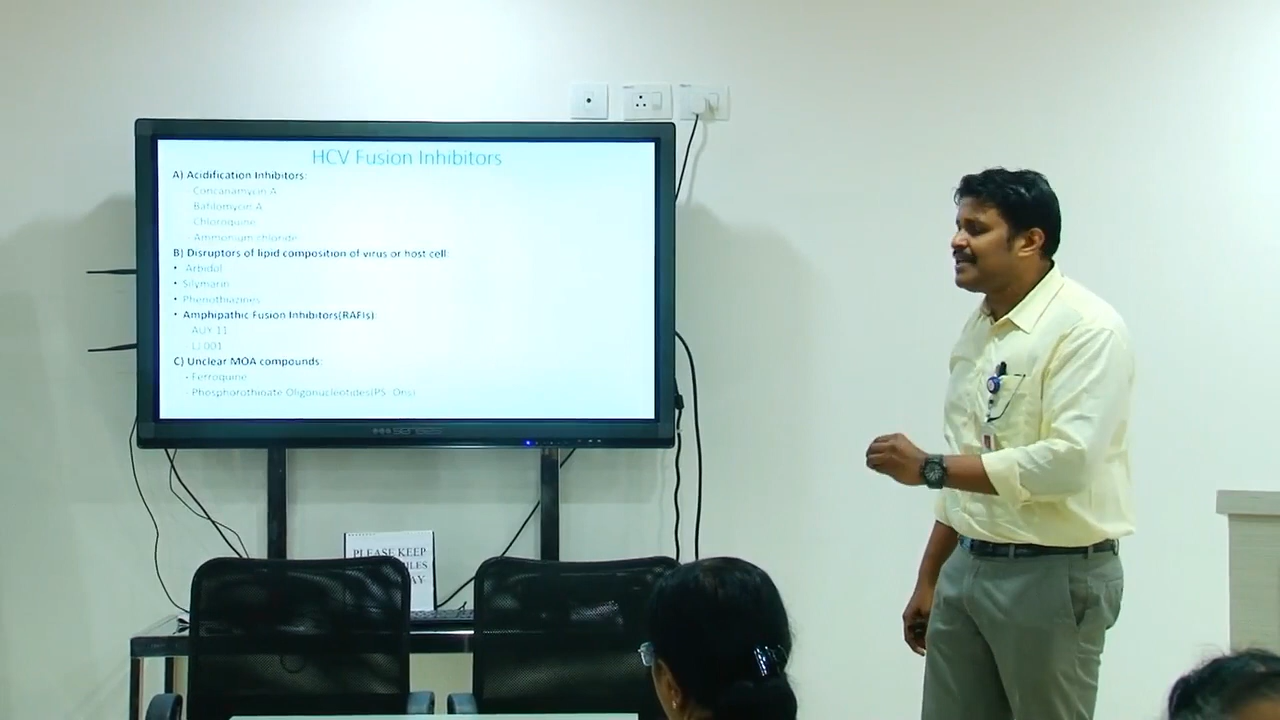 HCV Fusion Inhibitors
A) Acidification Inhibitors:
- Concanamycin A
- Bafilomycin A
- Chloroquine
- Ammonium chloride
B) Disruptors of lipid composition of virus or host cell:
• Arbidol
• Silymarin
• Phenothiazines
• Amphipathic Fusion Inhibitors(RAFIs)
AUY 11
LJ 001
C) Unclear MOA compounds:
- Ferroquine
- Phosphorothioate Oligonucleotides(PS- Ons)
PLEASE KEEP